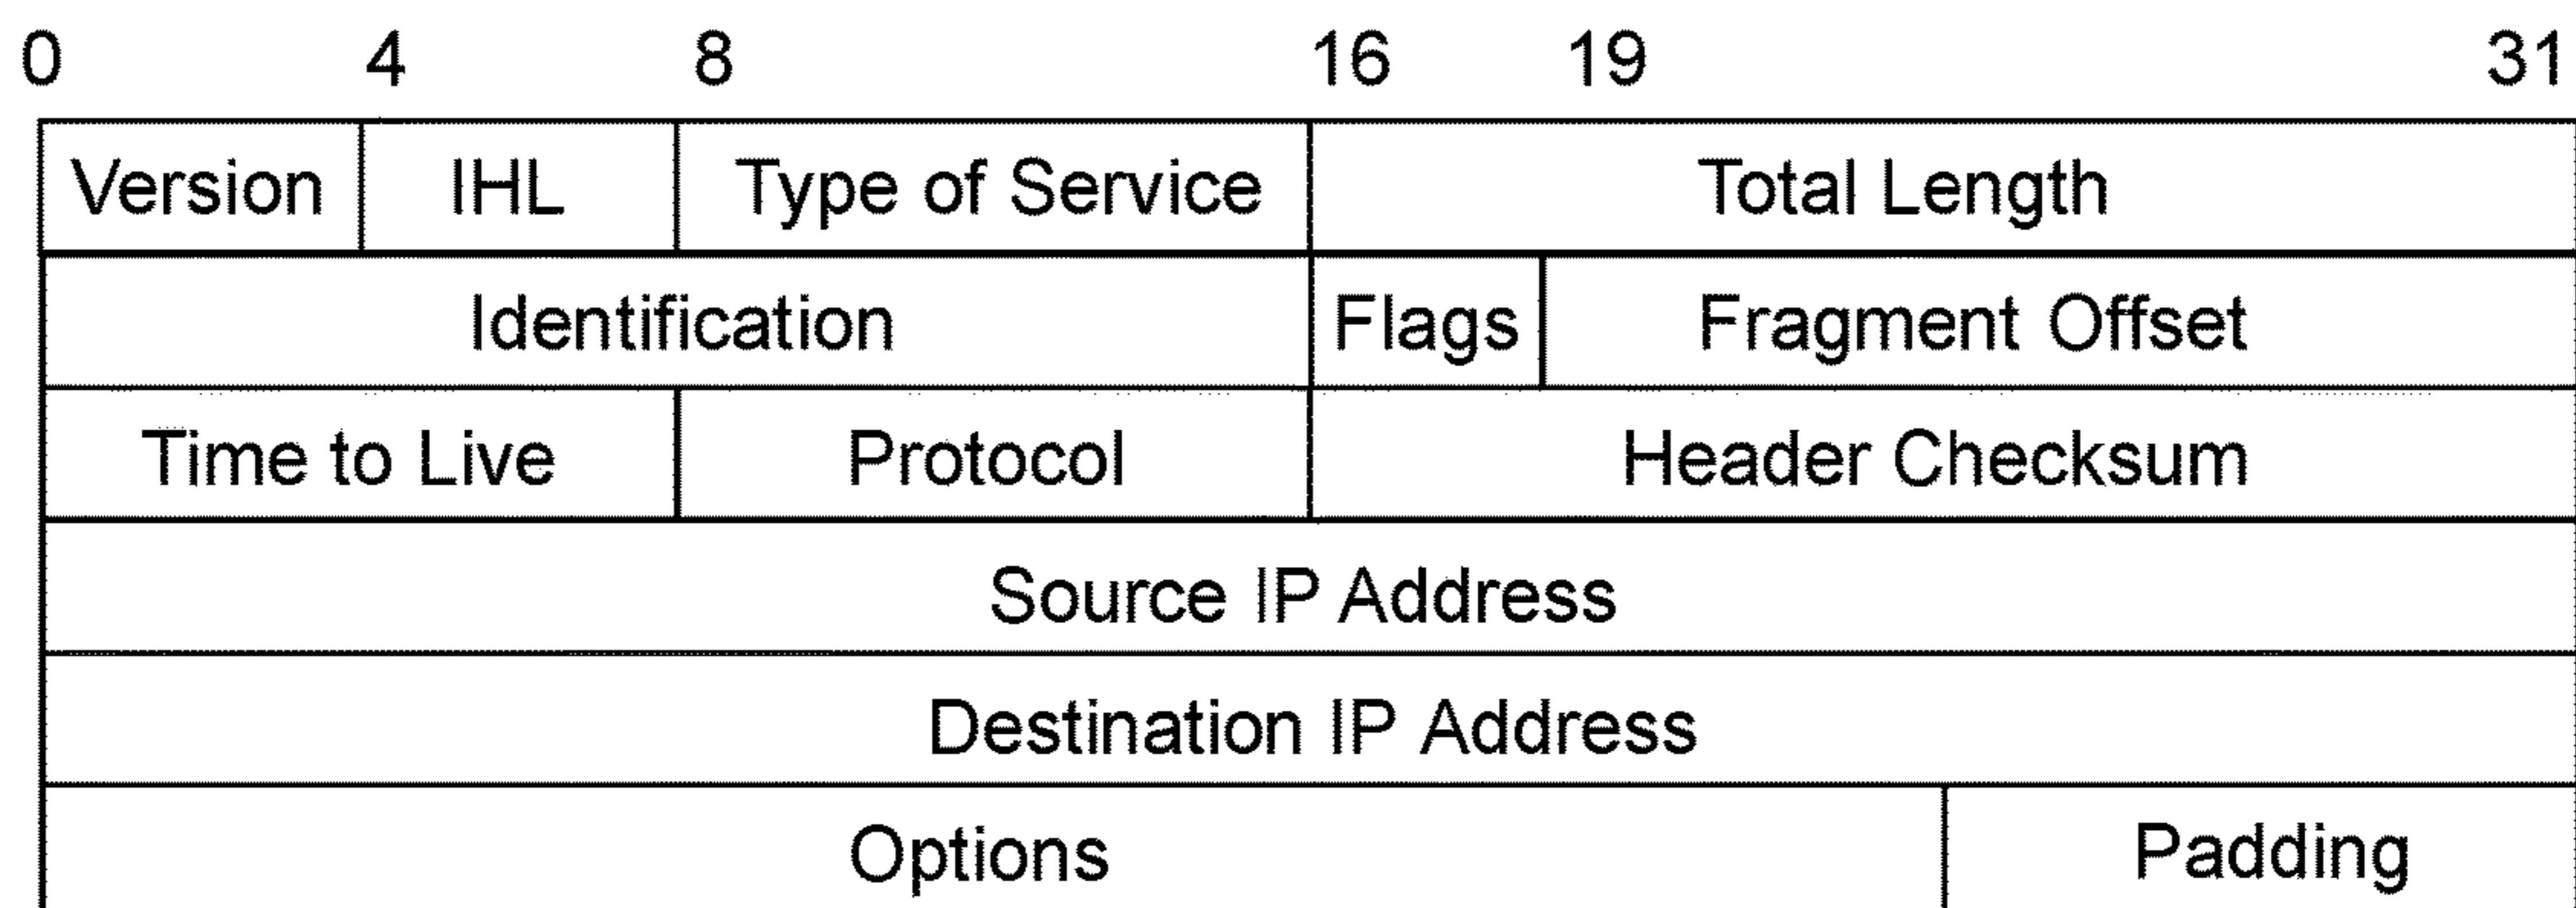 0 4 8 16 19 31
Version IHL Type of Service Total Length
Identification Flags Fragment Offset
Time to Live Protocol Header Checksum
Source IP Address
Destination IP Address
Options Padding